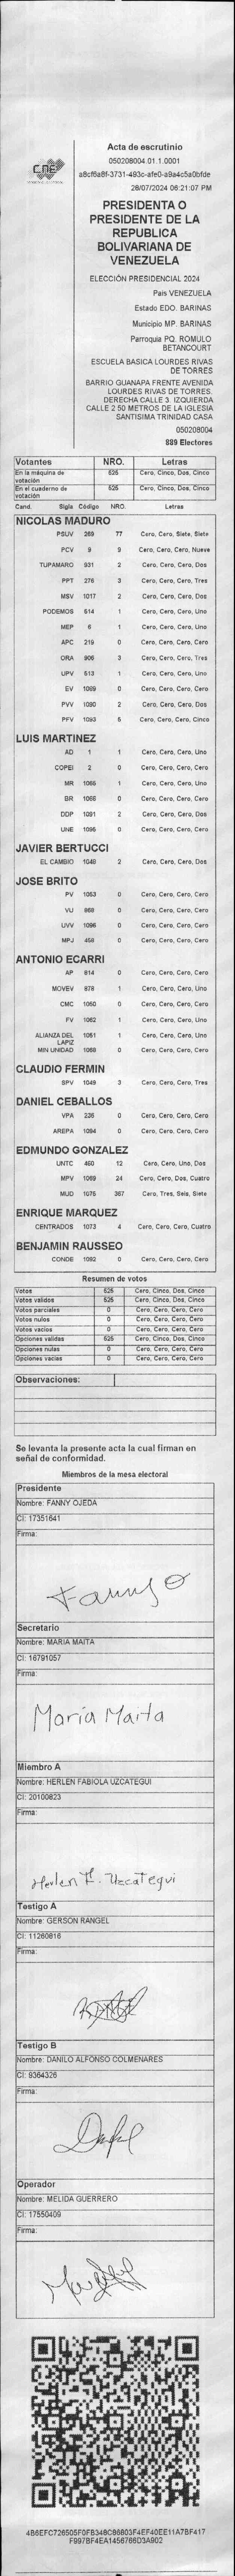 CNE
Acta de escrutinio
050208004.01.1.0001
a8cf6a8f-3731-493c-afe0-a9a4c5a0bfde
28/07/2024 06:21:07 PM
PRESIDENTA O
PRESIDENTE DE LA
REPUBLICA
BOLIVARIANA DE
VENEZUELA
ELECCIÓN PRESIDENCIAL 2024
Pais VENEZUELA
Estado EDO. BARINAS
Municipio MP. BARINAS
Parroquia PQ. ROMULO
BETANCOURT
ESCUELA BASICA LOURDES RIVAS
DE TORRES
BARRIO GUANAPA FRENTE AVENIDA
LOURDES RIVAS DE TORRES.
DERECHA CALLE 3. IZQUIERDA
CALLE 2 50 METROS DE LA IGLESIA
SANTISIMA TRINIDAD CASA
050208004
889 Electores
Votantes NRO. Letras
En la máquina de votación 525 Cero, Cinco, Dos, Cinco
En el cuaderno de votación 525 Cero, Cinco, Dos, Cinco
Cand. Sigla Código NRO. Letras
NICOLAS MADURO
PSUV 269 77 Cero, Cero, Siete, Siete
PCV 9 9 Cero, Cero, Cero, Nueve
TUPAMARO 931 2 Cero, Cero, Cero, Dos
PPT 276 3 Cero, Cero, Cero, Tres
MSV 1017 2 Cero, Cero, Cero, Dos
PODEMOS 514 1 Cero, Cero, Cero, Uno
MEP 6 1 Cero, Cero, Cero, Uno
APC 219 0 Cero, Cero, Cero, Cero
ORA 906 3 Cero, Cero, Cero, Tres
UPV 513 1 Cero, Cero, Cero, Uno
EV 1069 0 Cero, Cero, Cero, Cero
PVV 1090 2 Cero, Cero, Cero, Dos
PFV 1093 5 Cero, Cero, Cero, Cinco
LUIS MARTINEZ
AD 1 1 Cero, Cero, Cero, Uno
COPEI 2 0 Cero, Cero, Cero, Cero
MR 1065 1 Cero, Cero, Cero, Uno
BR 1066 0 Cero, Cero, Cero, Cero
DDP 1091 2 Cero, Cero, Cero, Dos
UNE 1095 0 Cero, Cero, Cero, Cero
JAVIER BERTUCCI
EL CAMBIO 1048 2 Cero, Cero, Cero, Dos
JOSE BRITO
PV 1053 0 Cero, Cero, Cero, Cero
VU 868 0 Cero, Cero, Cero, Cero
UVV 1096 0 Cero, Cero, Cero, Cero
MPJ 458 0 Cero, Cero, Cero, Cero
ANTONIO ECARRI
AP 814 0 Cero, Cero, Cero, Cero
MOVEV 878 1 Cero, Cero, Cero, Uno
CMC 1050 0 Cero, Cero, Cero, Cero
FV 1062 1 Cero, Cero, Cero, Uno
ALIANZA DEL LAPIZ 1051 1 Cero, Cero, Cero, Uno
MIN UNIDAD 1068 0 Cero, Cero, Cero, Cero
CLAUDIO FERMIN
SPV 1049 3 Cero, Cero, Cero, Tres
DANIEL CEBALLOS
VPA 236 0 Cero, Cero, Cero, Cero
AREPA 1094 0 Cero, Cero, Cero, Cero
EDMUNDO GONZALEZ
UNTC 460 12 Cero, Cero, Uno, Dos
MPV 1069 24 Cero, Cero, Dos, Cuatro
MUD 1075 367 Cero, Tres, Seis, Siete
ENRIQUE MARQUEZ
CENTRADOS 1073 4 Cero, Cero, Cero, Cuatro
BENJAMIN RAUSSEO
CONDE 1092 0 Cero, Cero, Cero, Cero
Resumen de votos
Votos 525 Cero, Cinco, Dos, Cinco
Votos validos 525 Cero, Cinco, Dos, Cinco
Votos parciales 0 Cero, Cero, Cero, Cero
Votos nulos 0 Cero, Cero, Cero, Cero
Votos vacios 0 Cero, Cero, Cero, Cero
Opciones validas 525 Cero, Cinco, Dos, Cinco
Opciones nulas 0 Cero, Cero, Cero, Cero
Opciones vacias 0 Cero, Cero, Cero, Cero
Observaciones:
Se levanta la presente acta la cual firman en
señal de conformidad.
Miembros de la mesa electoral
Presidente
Nombre: FANNY OJEDA
CI: 17351641
Firma:
Fanny O
Secretario
Nombre: MARIA MAITA
CI: 16791057
Firma:
María Maita
Miembro A
Nombre: HERLEN FABIOLA UZCATEGUI
CI: 20100823
Firma:
Herlen F. Uzcategui
Testigo A
Nombre: GERSON RANGEL
CI: 11260816
Firma:
Testigo B
Nombre: DANILO ALFONSO COLMENARES
CI: 9364326
Firma:
Operador
Nombre: MELIDA GUERRERO
CI: 17550409
Firma:
4B6EFC726505F0FB348C86803F4EF40EE11A7BF417
F997BF4EA1456766D3A902